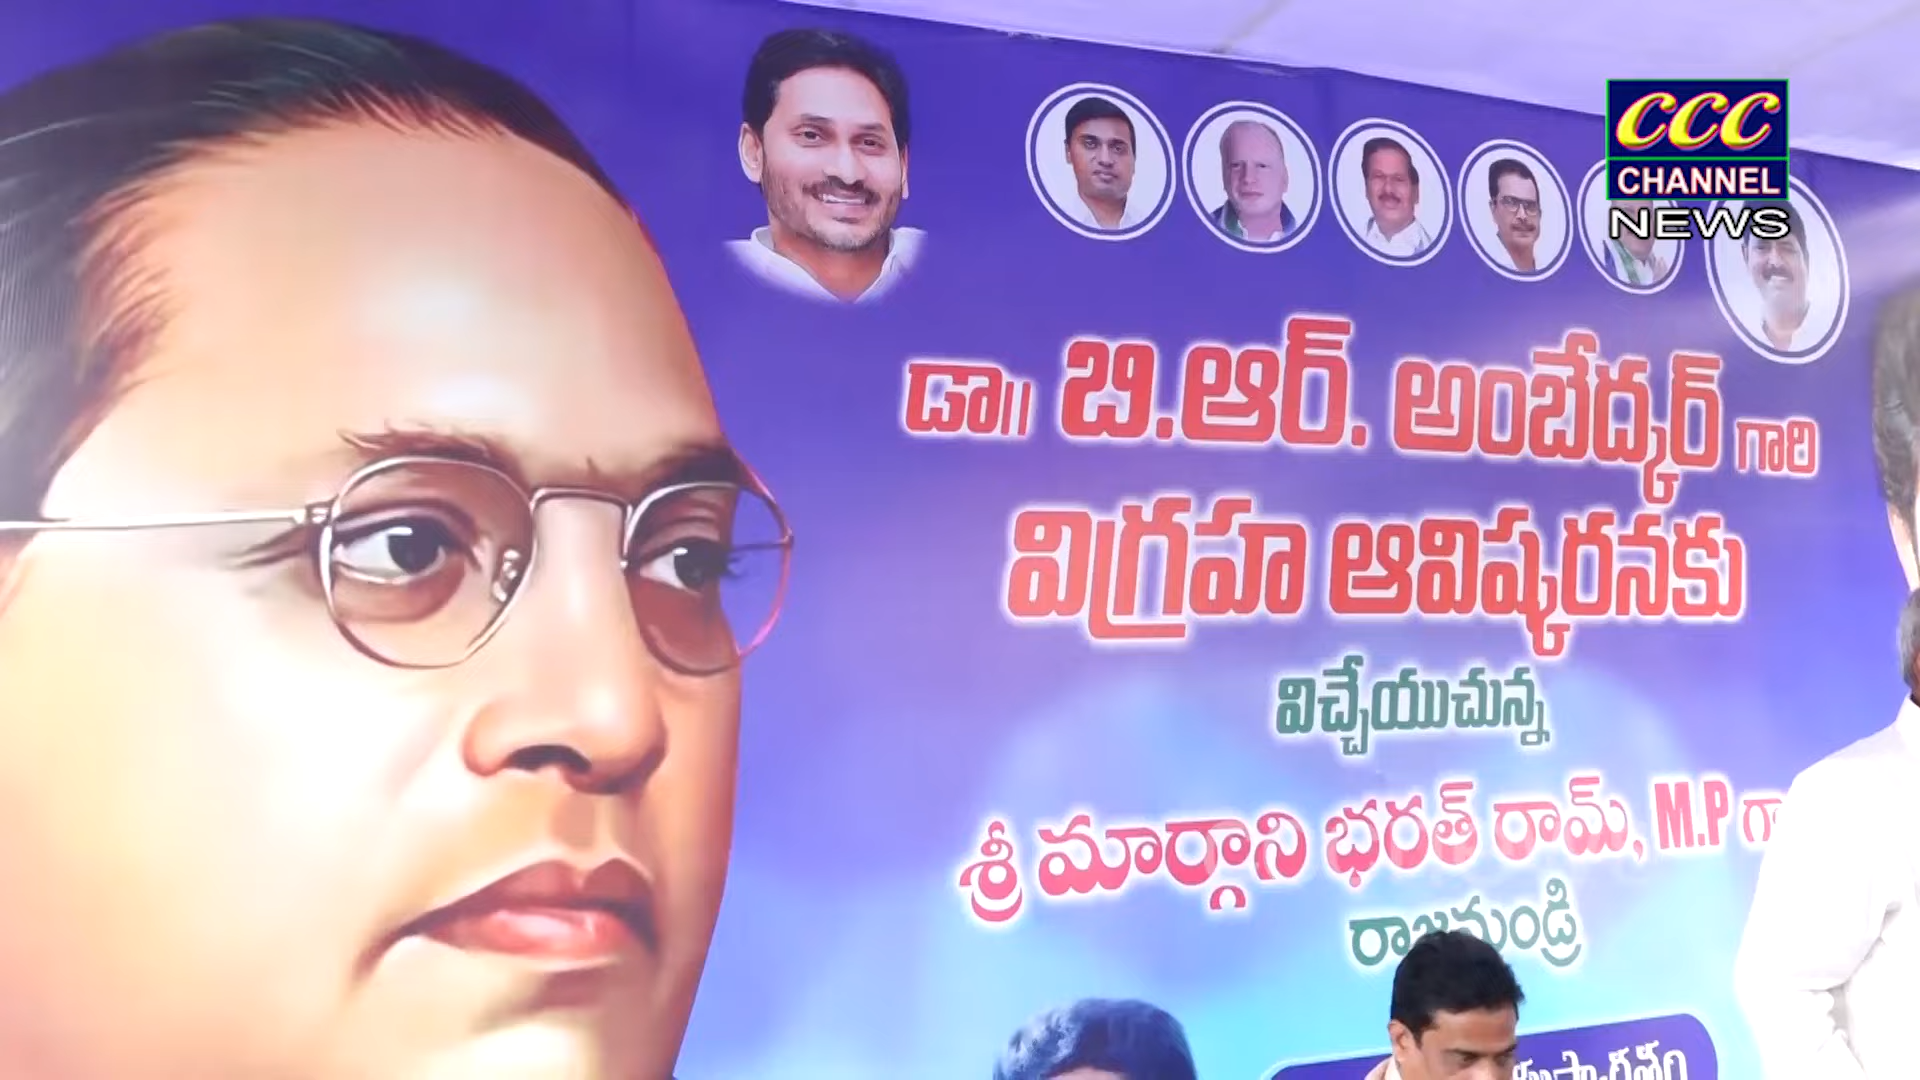 CCC
CHANNEL
NEWS
డా॥ బి.ఆర్. అంబేద్కర్ గారి
విగ్రహ ఆవిష్కరనకు
విచ్చేయుచున్న
శ్రీ మార్గాని భరత్ రామ్, M.P
రాజమండ్రి